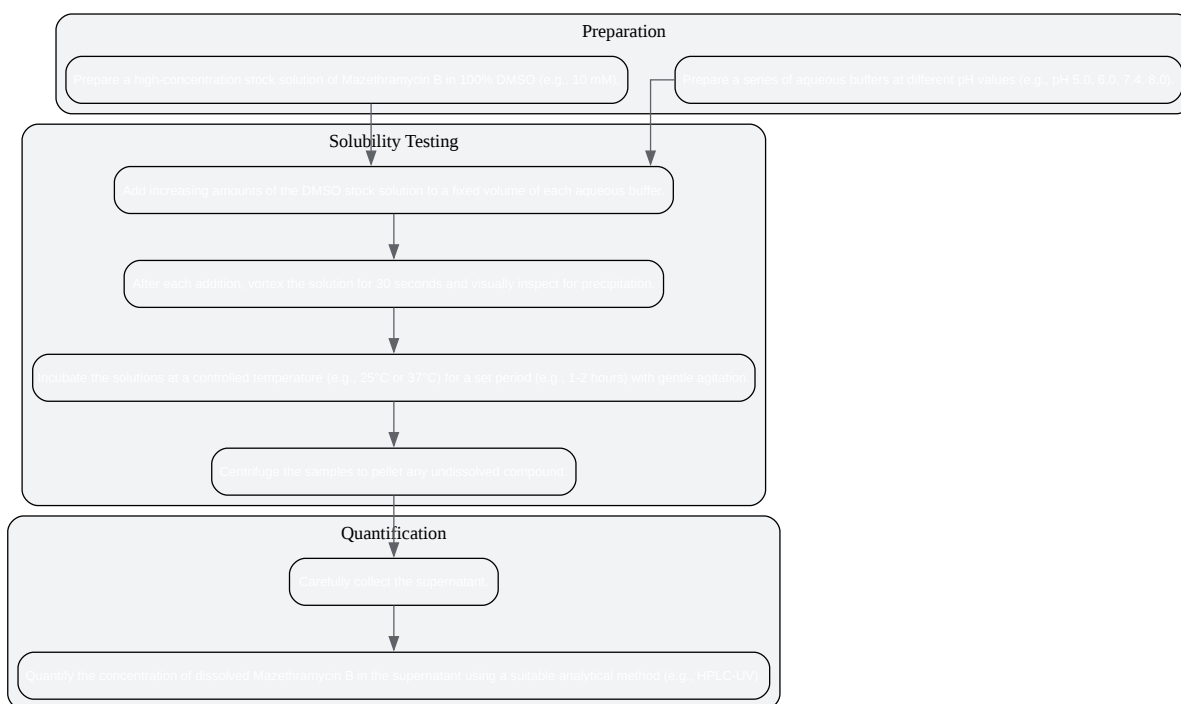 Preparation
Prepare a high-concentration stock solution of Mazethramycin B in 100% DMSO (e.g., 10 mM).
Prepare a series of aqueous buffers at different pH values (e.g., pH 5.0, 6.0, 7.4, 8.0).
Solubility Testing
Add increasing amounts of the DMSO stock solution to a fixed volume of each aqueous buffer.
After each addition, vortex the solution for 30 seconds and visually inspect for precipitation.
Incubate the solutions at a controlled temperature (e.g., 25°C or 37°C) for a set period (e.g., 1-2 hours) with gentle agitation.
Centrifuge the samples to pellet any undissolved compound.
Quantification
Carefully collect the supernatant.
Quantify the concentration of dissolved Mazethramycin B in the supernatant using a suitable analytical method (e.g., HPLC-UV).